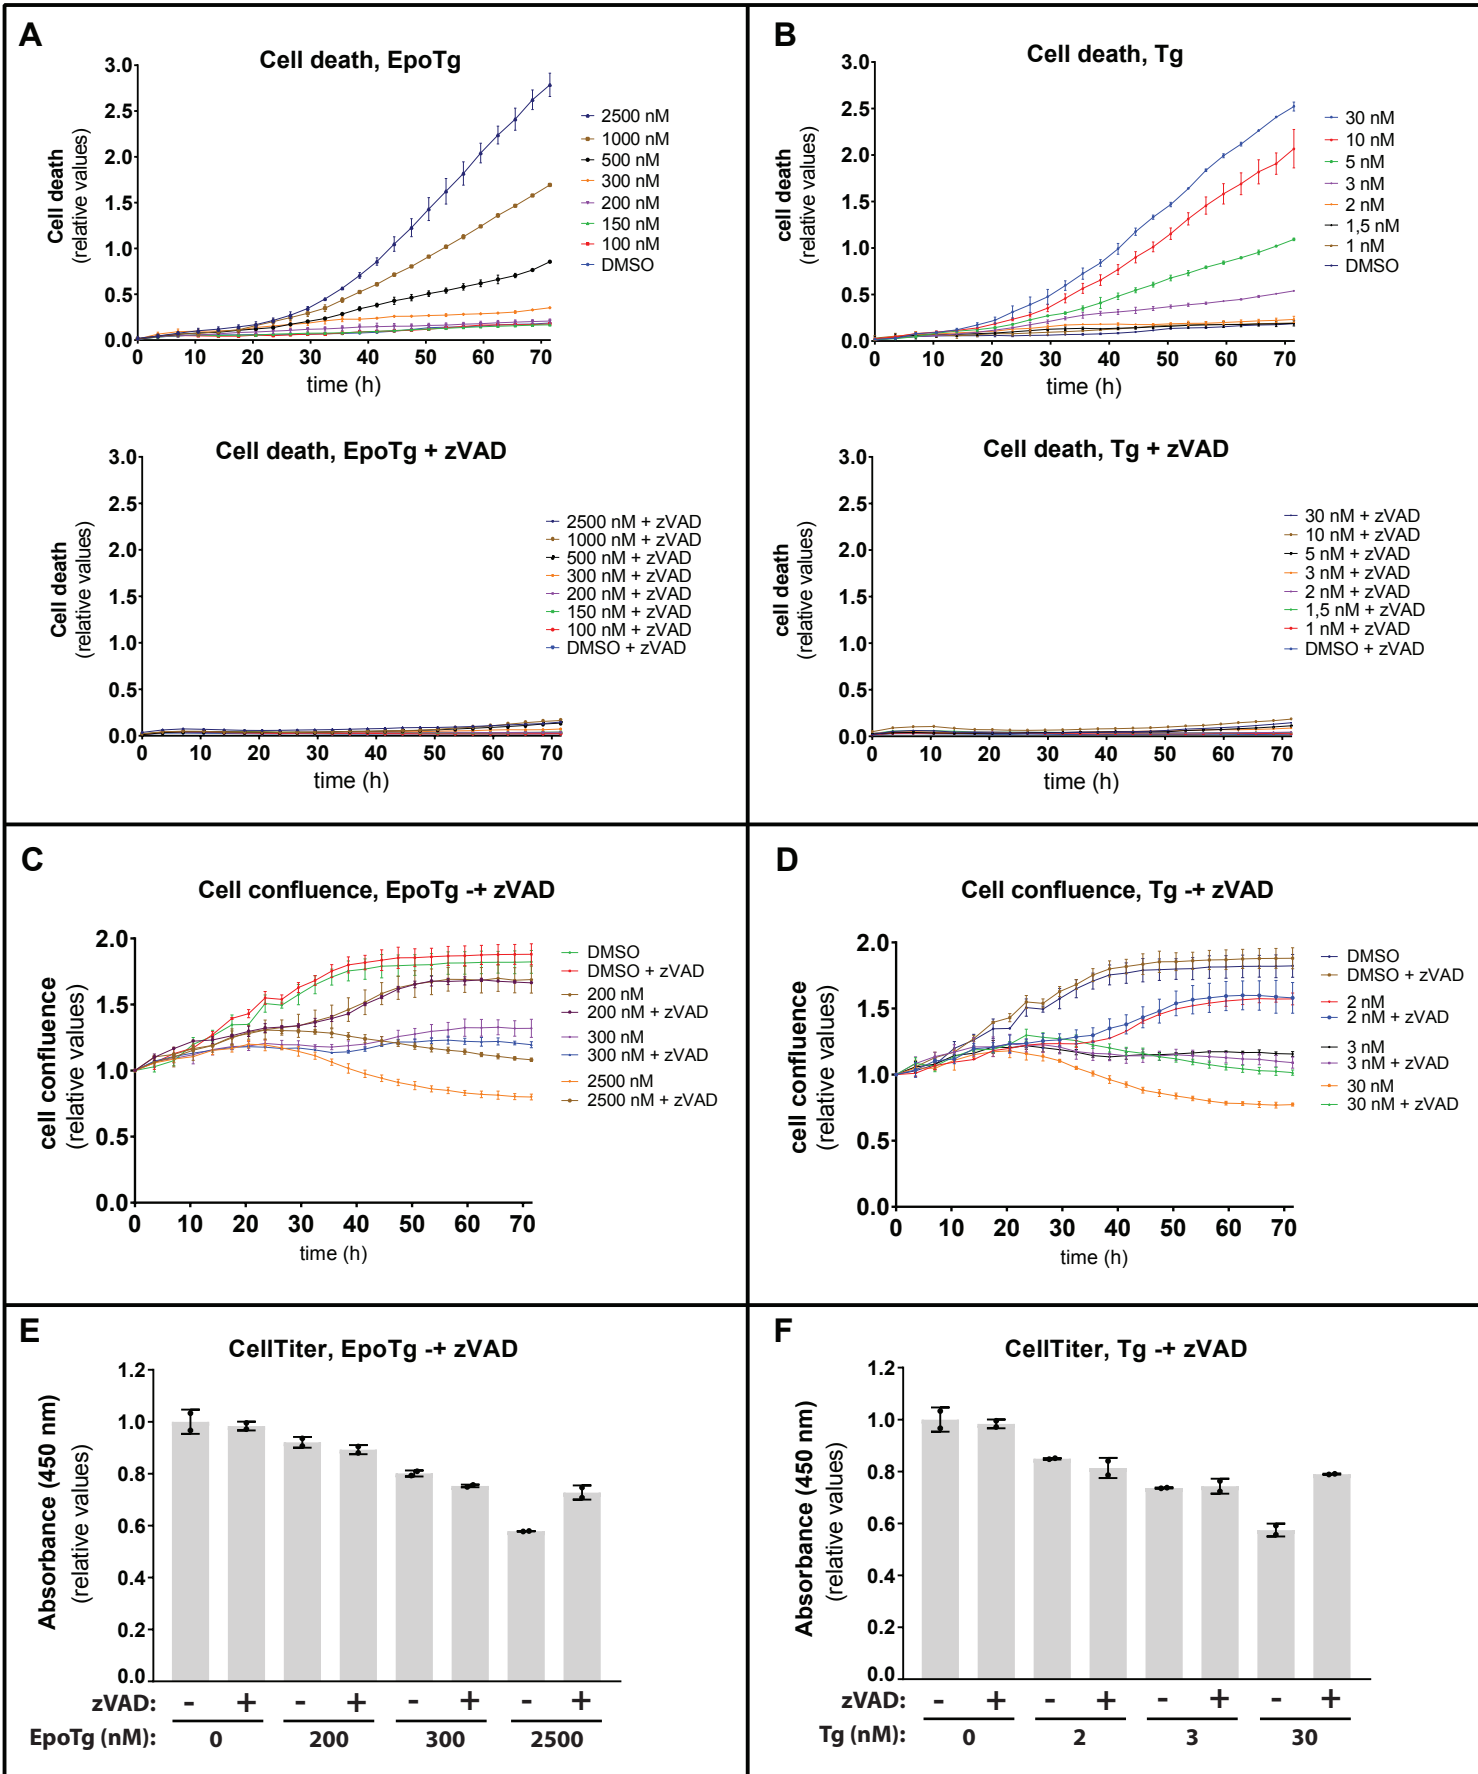 A
Cell death, EpoTg
Cell death
(relative values)
3.0
2.5
2.0
1.5
1.0
0.5
0.0
0 10 20 30 40 50 60 70
time (h)
2500 nM
1000 nM
500 nM
300 nM
200 nM
150 nM
100 nM
DMSO
Cell death, EpoTg + zVAD
Cell death
(relative values)
3.0
2.5
2.0
1.5
1.0
0.5
0.0
0 10 20 30 40 50 60 70
time (h)
2500 nM + zVAD
1000 nM + zVAD
500 nM + zVAD
300 nM + zVAD
200 nM + zVAD
150 nM + zVAD
100 nM + zVAD
DMSO + zVAD
B
Cell death, Tg
cell death
(relative values)
3.0
2.5
2.0
1.5
1.0
0.5
0.0
0 10 20 30 40 50 60 70
time (h)
30 nM
10 nM
5 nM
3 nM
2 nM
1,5 nM
1 nM
DMSO
Cell death, Tg + zVAD
cell death
(relative values)
3.0
2.5
2.0
1.5
1.0
0.5
0.0
0 10 20 30 40 50 60 70
time (h)
30 nM + zVAD
10 nM + zVAD
5 nM + zVAD
3 nM + zVAD
2 nM + zVAD
1,5 nM + zVAD
1 nM + zVAD
DMSO + zVAD
C
Cell confluence, EpoTg -+ zVAD
cell confluence
(relative values)
2.0
1.5
1.0
0.5
0.0
0 10 20 30 40 50 60 70
time (h)
DMSO
DMSO + zVAD
200 nM
200 nM + zVAD
300 nM
300 nM + zVAD
2500 nM
2500 nM + zVAD
D
Cell confluence, Tg -+ zVAD
cell confluence
(relative values)
2.0
1.5
1.0
0.5
0.0
0 10 20 30 40 50 60 70
time (h)
DMSO
DMSO + zVAD
2 nM
2 nM + zVAD
3 nM
3 nM + zVAD
30 nM
30 nM + zVAD
E
CellTiter, EpoTg -+ zVAD
Absorbance (450 nm)
(relative values)
1.2
1.0
0.8
0.6
0.4
0.2
0.0
zVAD: - + - + - + - +
EpoTg (nM): 0 200 300 2500
F
CellTiter, Tg -+ zVAD
Absorbance (450 nm)
(relative values)
1.2
1.0
0.8
0.6
0.4
0.2
0.0
zVAD: - + - + - + - +
Tg (nM): 0 2 3 30